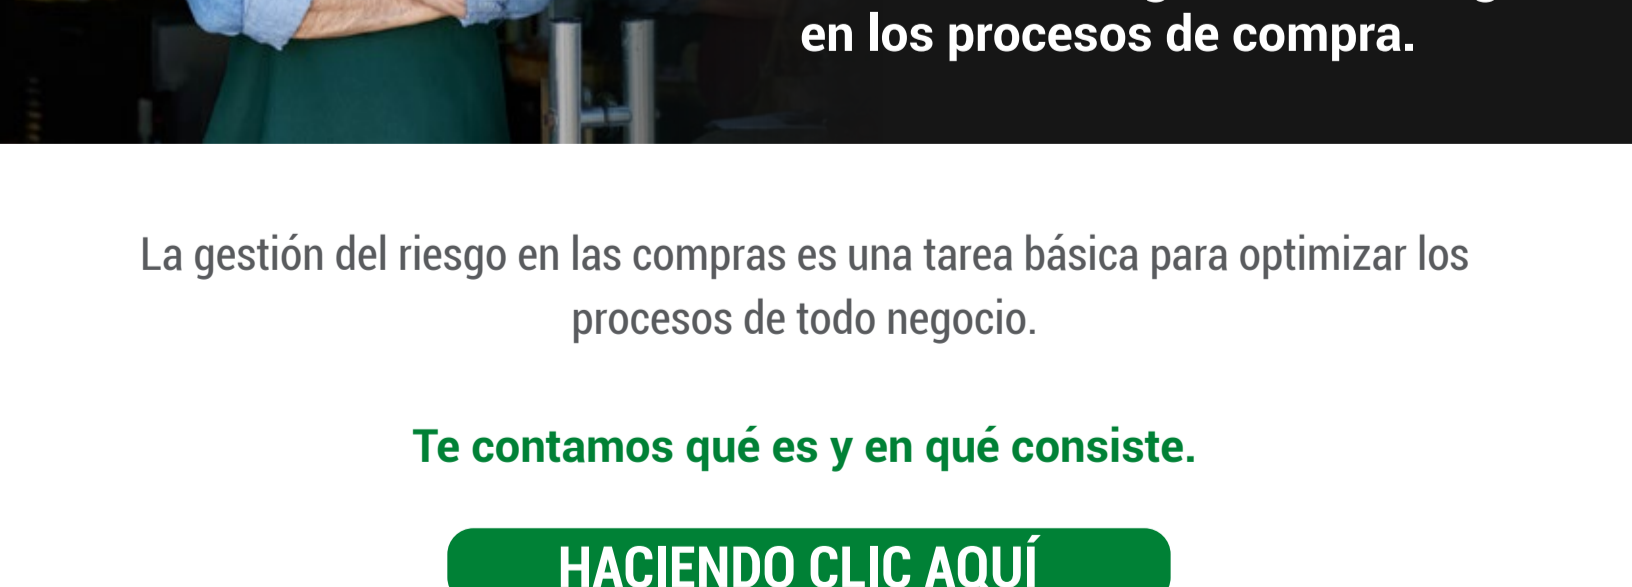 en los procesos de compra.
La gestión del riesgo en las compras es una tarea básica para optimizar los
procesos de todo negocio.
Te contamos qué es y en qué consiste.
HACIENDO CLIC AQUÍ